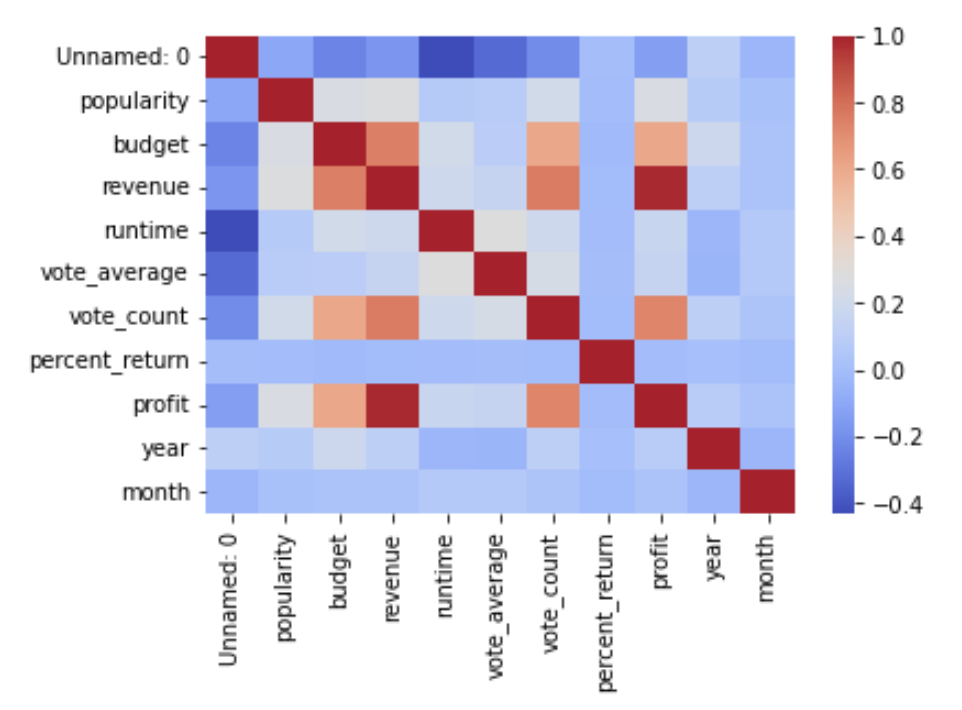 Unnamed: 0
popularity
budget
revenue
runtime
vote_average
vote_count
percent_return
profit
year
month
Unnamed: 0
popularity
budget
revenue
runtime
vote_average
vote_count
percent_return
profit
year
month
1.0
0.8
0.6
0.4
0.2
0.0
−0.2
−0.4